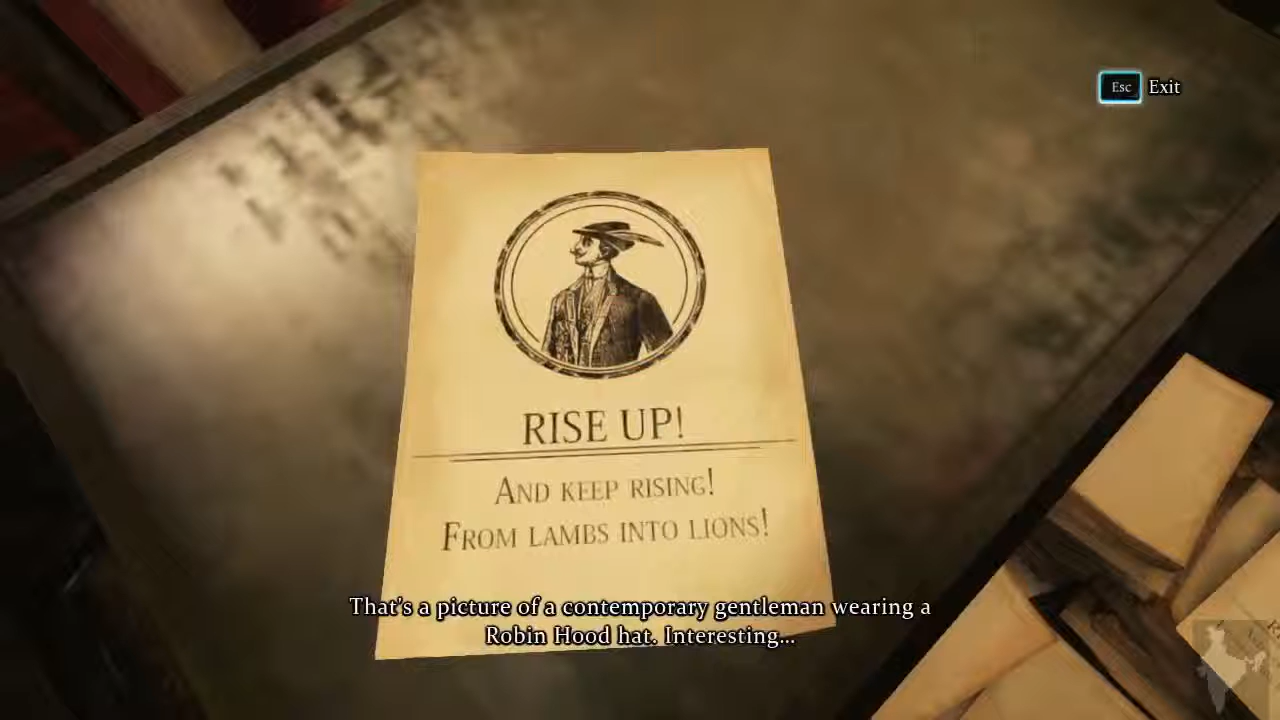 Esc Exit
RISE UP!
AND KEEP RISING!
FROM LAMBS INTO LIONS!
That's a picture of a contemporary gentleman wearing a
Robin Hood hat. Interesting...